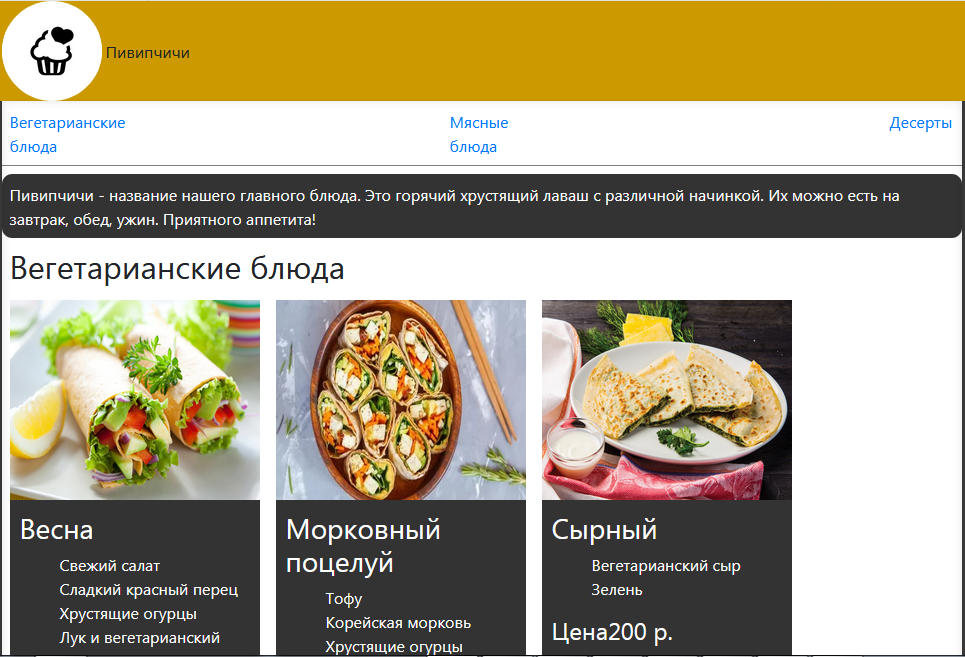 Пивипчичи
Вегетарианские
блюда
Мясные
блюда
Десерты
Пивипчичи - название нашего главного блюда. Это горячий хрустящий лаваш с различной начинкой. Их можно есть на
завтрак, обед, ужин. Приятного аппетита!
Вегетарианские блюда
Весна
Свежий салат
Сладкий красный перец
Хрустящие огурцы
Лук и вегетарианский
Морковный
поцелуй
Тофу
Корейская морковь
Хрустящие огурцы
Сырный
Вегетарианский сыр
Зелень
Цена200 р.